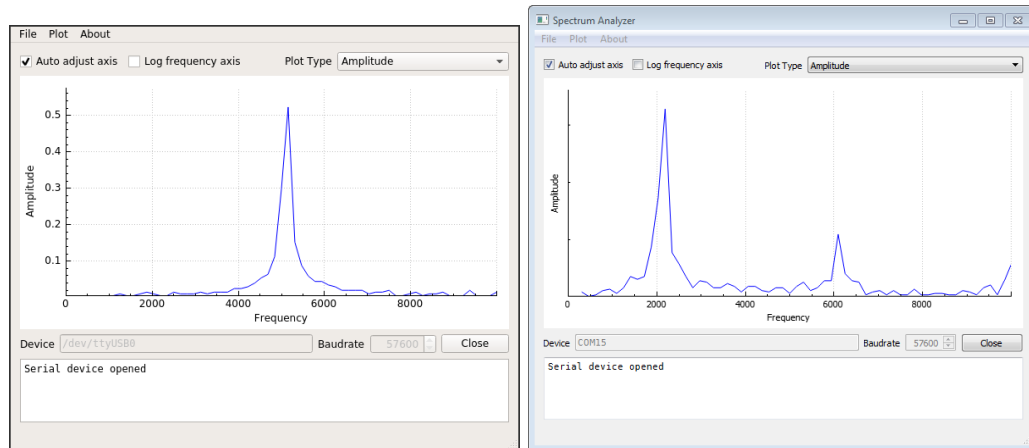 File Plot About
Auto adjust axis Log frequency axis Plot Type Amplitude
0.5
0.4
0.3
0.2
0.1
Amplitude
0 2000 4000 6000 8000
Frequency
Device /dev/ttyUSB0 Baudrate 57600 Close
Serial device opened
Spectrum Analyzer
File Plot About
Auto adjust axis Log frequency axis Plot Type Amplitude
Amplitude
2000 4000 6000 8000
Frequency
Device COM15 Baudrate 57600 Close
Serial device opened